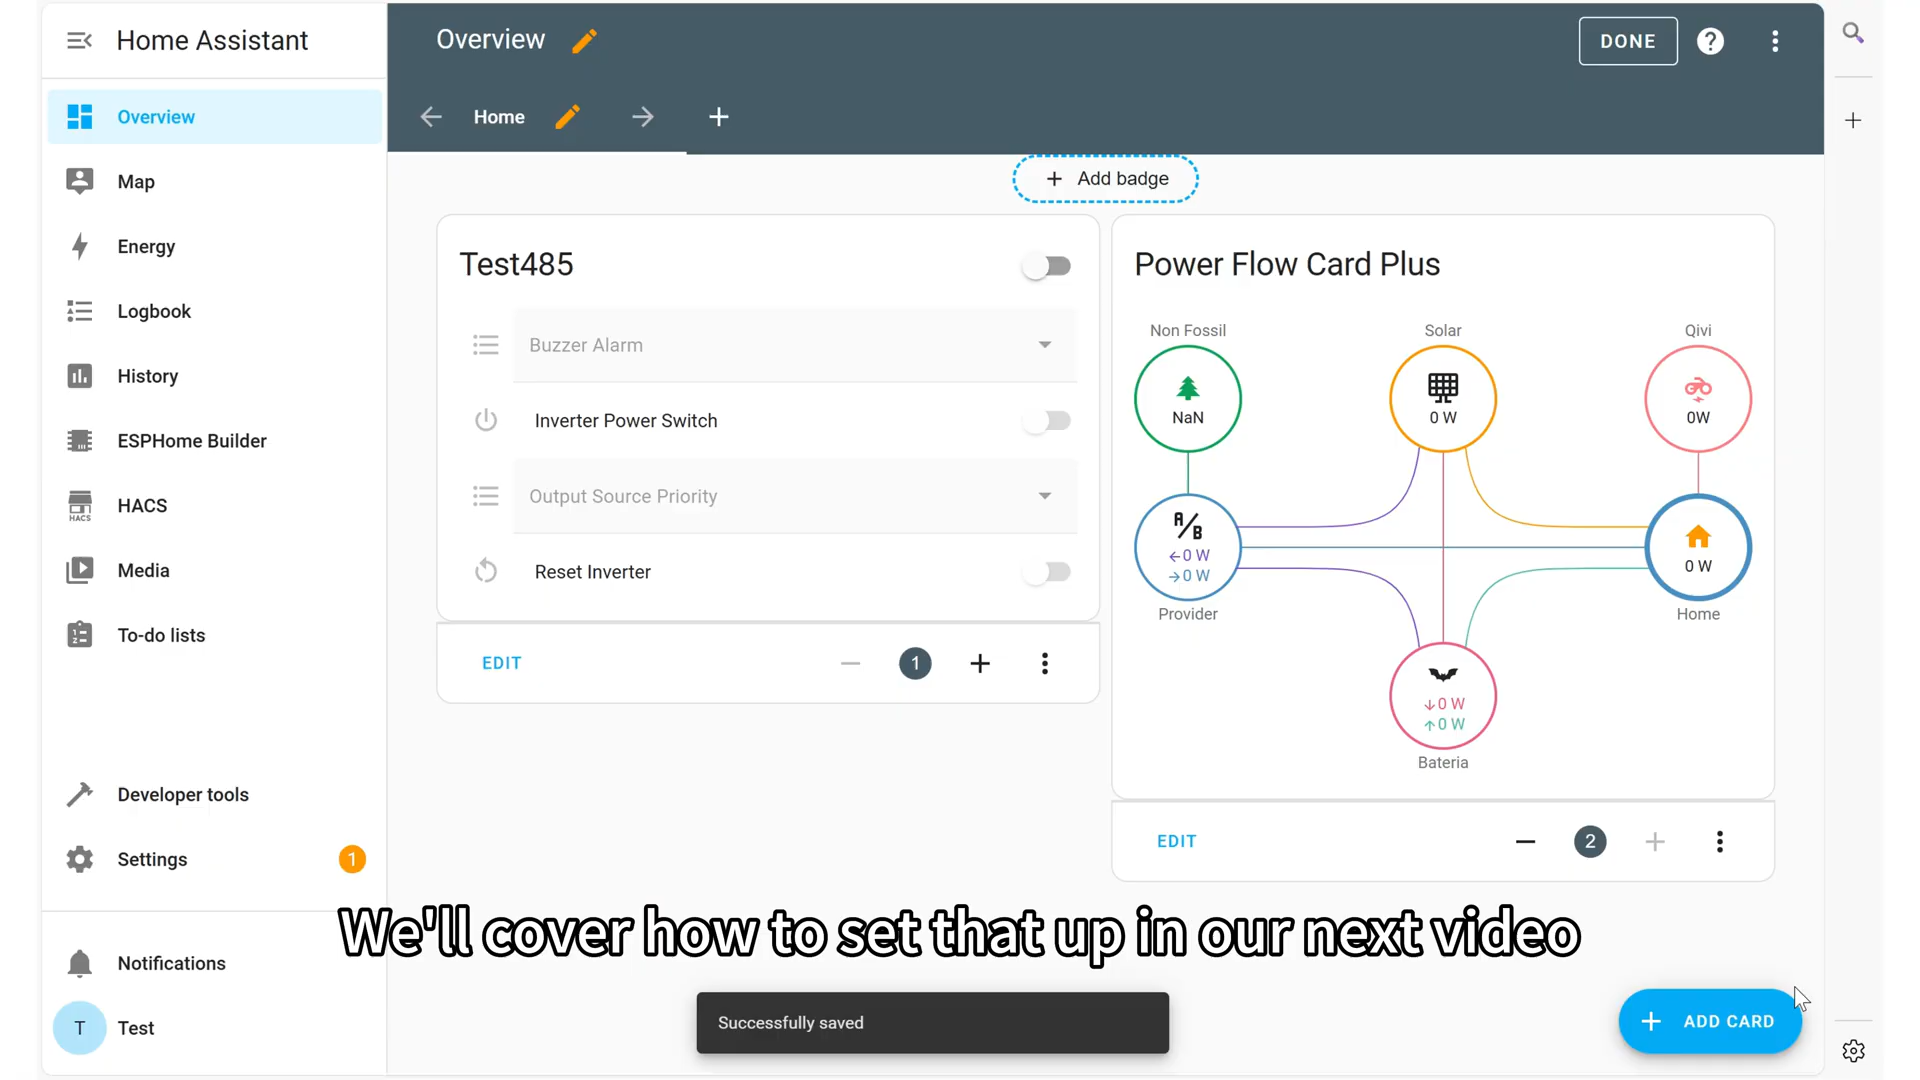 Home Assistant
Overview
Map
Energy
Logbook
History
ESPHome Builder
HACS
HACS
Media
To-do lists
Developer tools
Settings
1
Notifications
T
Test
Overview
DONE
Home
Add badge
Test485
Buzzer Alarm
Inverter Power Switch
Output Source Priority
Reset Inverter
EDIT
1
Power Flow Card Plus
Non Fossil
Solar
Qivi
NaN
0 W
0W
A/B
←0 W
→0 W
0 W
Provider
Home
↓0 W
↑0 W
Bateria
EDIT
2
We'll cover how to set that up in our next video
Successfully saved
ADD CARD